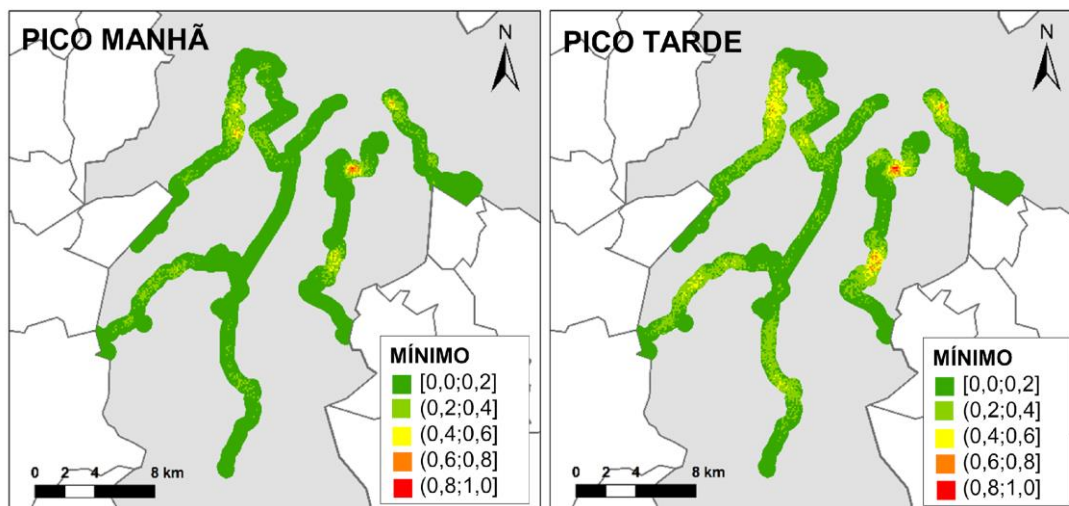 PICO MANHÃ
N
MÍNIMO
[0,0;0,2]
(0,2;0,4]
(0,4;0,6]
(0,6;0,8]
(0,8;1,0]
0 2 4 8 km
PICO TARDE
N
MÍNIMO
[0,0;0,2]
(0,2;0,4]
(0,4;0,6]
(0,6;0,8]
(0,8;1,0]
0 2 4 8 km